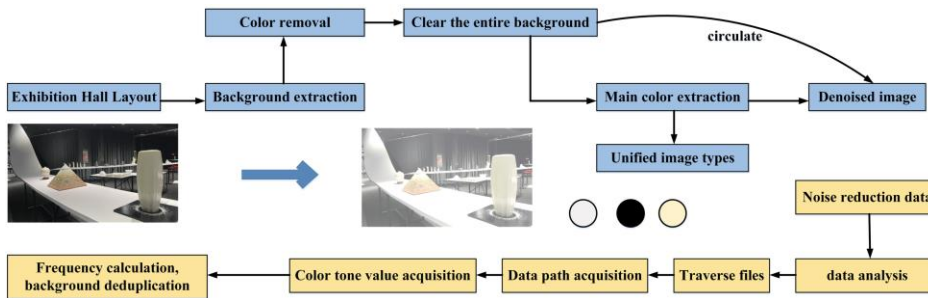 Color removal
Clear the entire background
circulate
Exhibition Hall Layout
Background extraction
Main color extraction
Denoised image
Unified image types
Noise reduction data
Frequency calculation,
background deduplication
Color tone value acquisition
Data path acquisition
Traverse files
data analysis